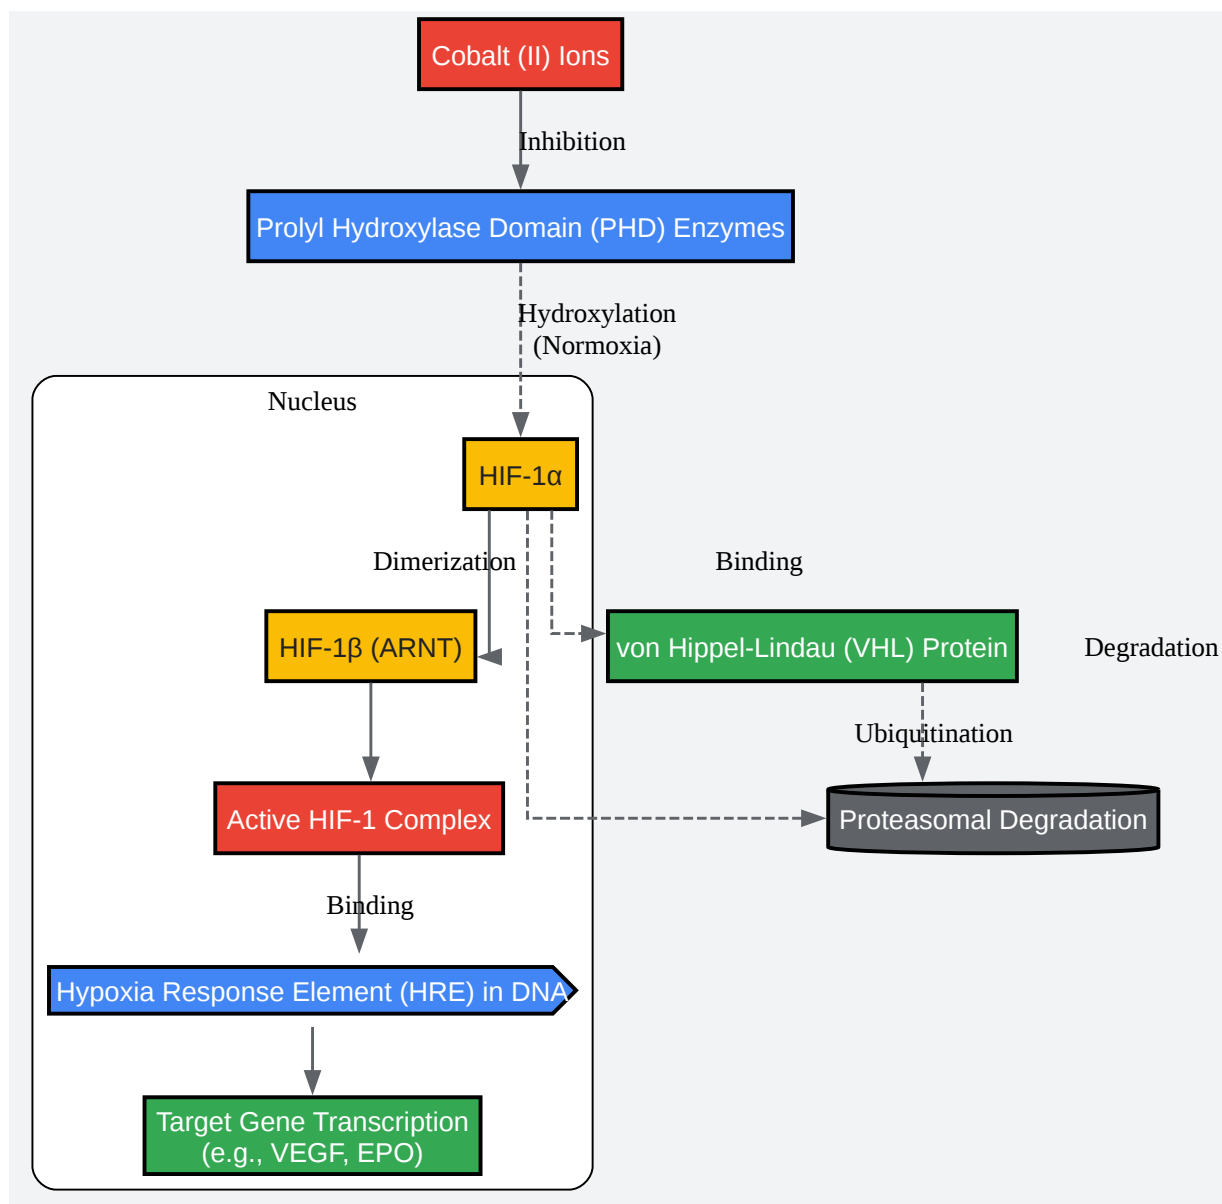 Cobalt (II) Ions
Inhibition
Prolyl Hydroxylase Domain (PHD) Enzymes
Hydroxylation
(Normoxia)
Nucleus
HIF-1α
Dimerization
Binding
HIF-1β (ARNT)
von Hippel-Lindau (VHL) Protein
Degradation
Ubiquitination
Active HIF-1 Complex
Proteasomal Degradation
Binding
Hypoxia Response Element (HRE) in DNA
Target Gene Transcription
(e.g., VEGF, EPO)